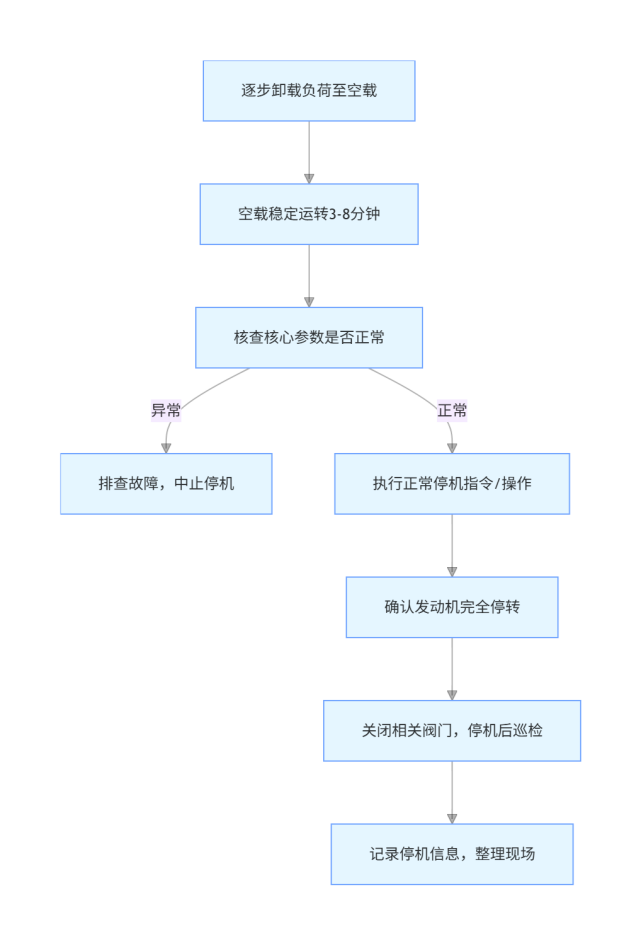 逐步卸载负荷至空载
空载稳定运转3-8分钟
核查核心参数是否正常
异常
正常
排查故障，中止停机
执行正常停机指令/操作
确认发动机完全停转
关闭相关阀门，停机后巡检
记录停机信息，整理现场